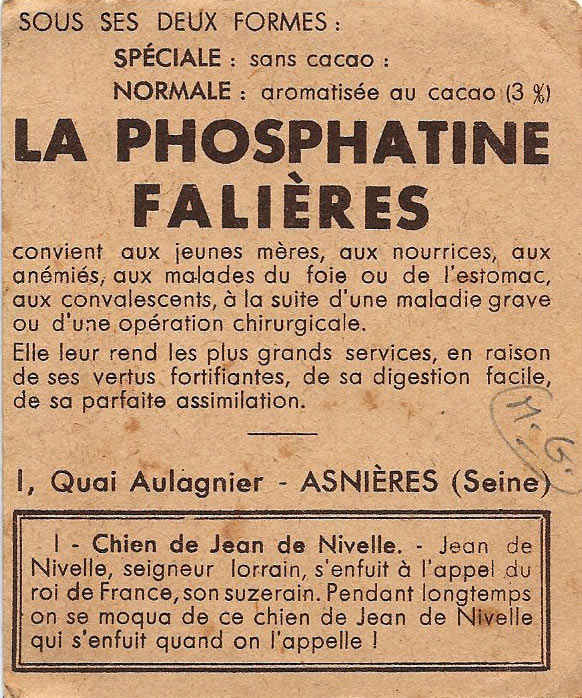 SOUS SES DEUX FORMES :
SPÉCIALE : sans cacao :
NORMALE : aromatisée au cacao (3 %)
LA PHOSPHATINE
FALIÈRES
convient aux jeunes mères, aux nourrices, aux
anémiés, aux malades du foie ou de l'estomac,
aux convalescents, à la suite d'une maladie grave
ou d'une opération chirurgicale.
Elle leur rend les plus grands services, en raison
de ses vertus fortifiantes, de sa digestion facile,
de sa parfaite assimilation.
M. G.
1, Quai Aulagnier - ASNIÈRES (Seine)
1 - Chien de Jean de Nivelle. - Jean de
Nivelle, seigneur lorrain, s'enfuit à l'appel du
roi de France, son suzerain. Pendant longtemps
on se moqua de ce chien de Jean de Nivelle
qui s'enfuit quand on l'appelle !